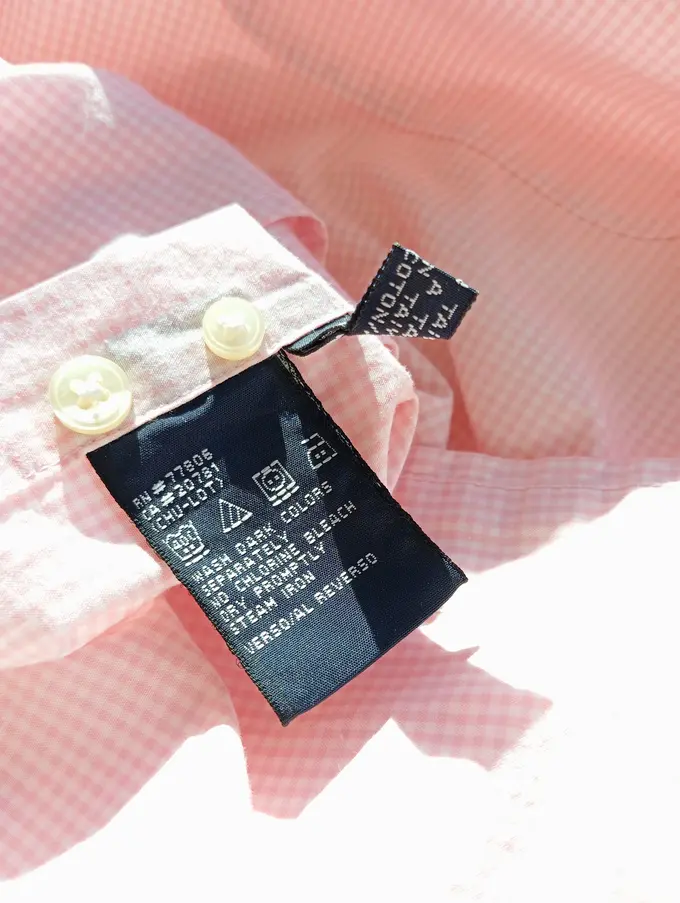 RN #77806
CA #20781
(CHU-LOT)
40C
WASH DARK COLORS
SEPARATELY
NO CHLORINE BLEACH
DRY PROMPTLY
STEAM IRON
VERSO/AL REVERSO